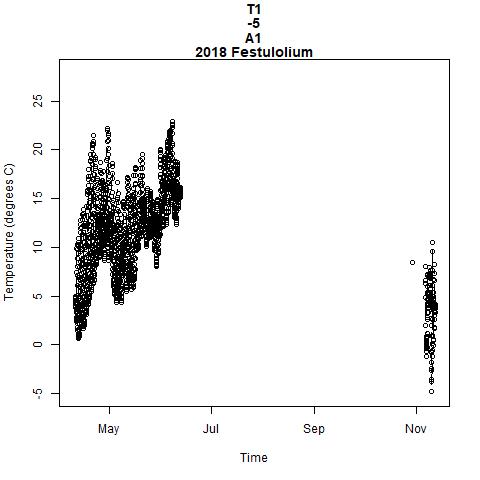 T1
-5
A1
2018 Festulolium
Temperature (degrees C)
25
20
15
10
5
0
-5
May
Jul
Sep
Nov
Time